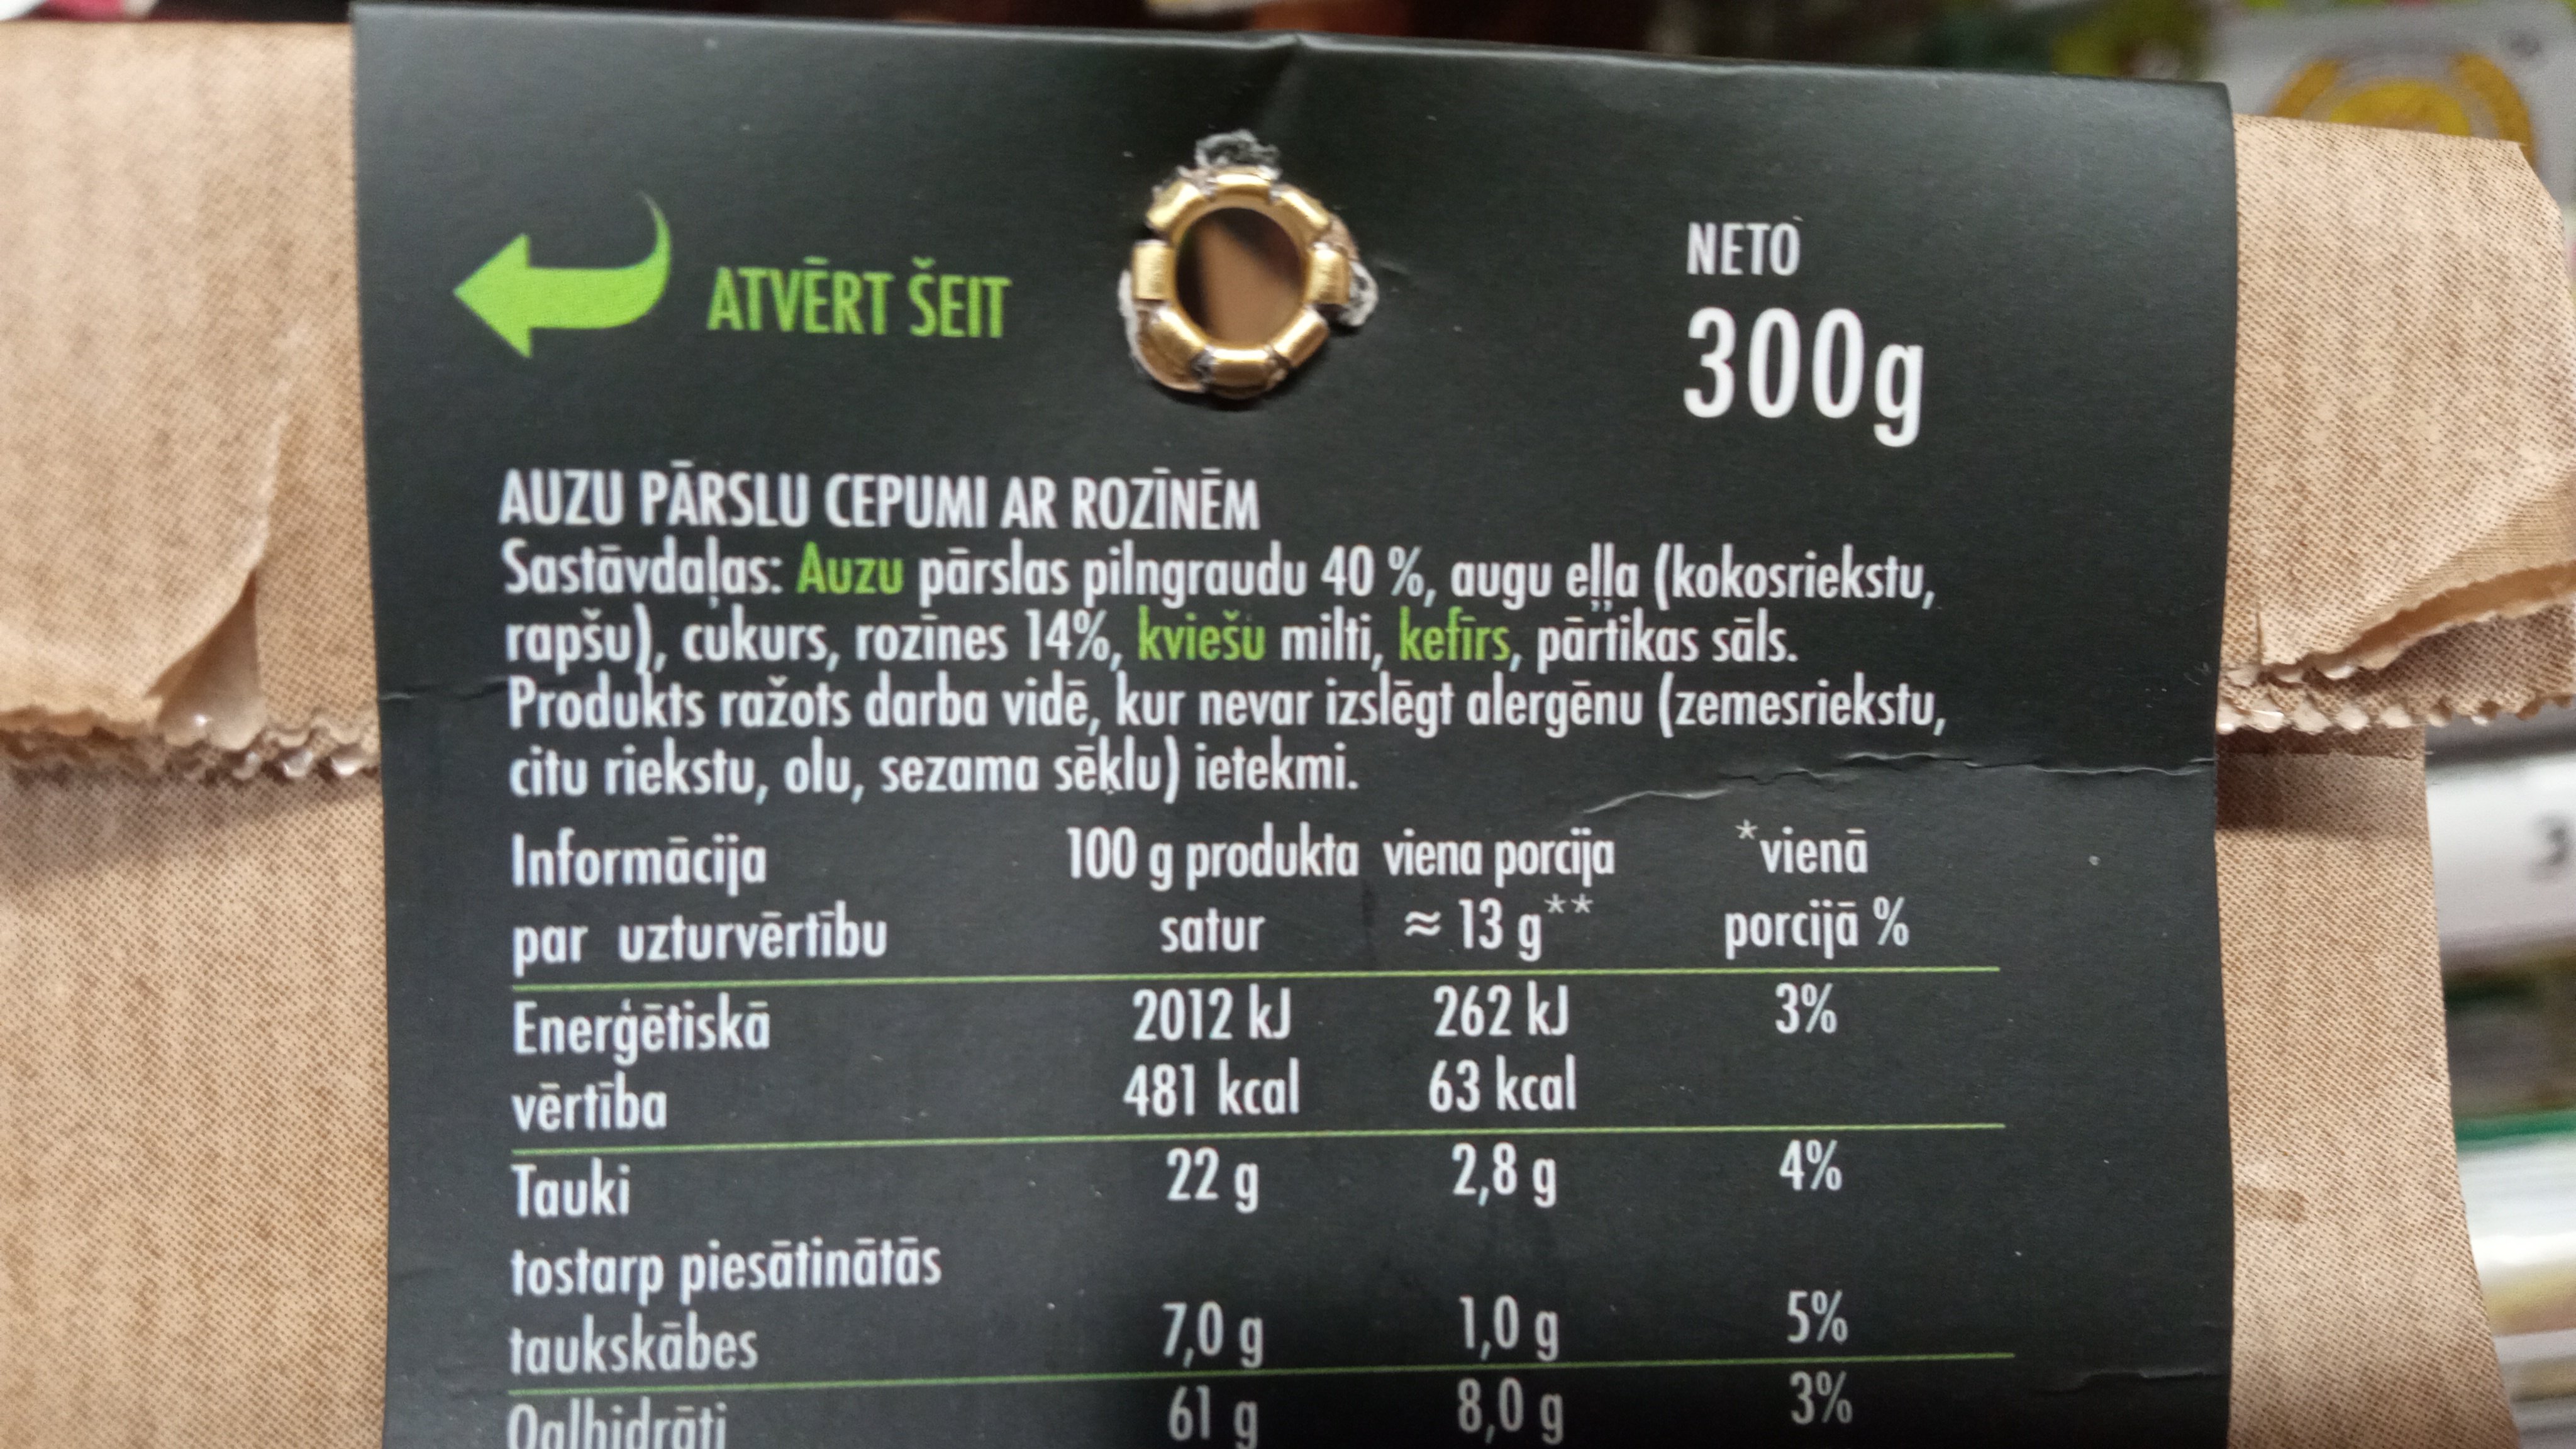 ATVĒRT ŠEIT
NETO
300g
AUZU PĀRSLU CEPUMI AR ROZĪNĒM
Sastāvdaļas: Auzu pārslas pilngraudu 40 %, augu eļļa (kokosriekstu,
rapšu), cukurs, rozīnes 14%, kviešu milti, kefīrs, pārtikas sāls.
Produkts ražots darba vidē, kur nevar izslēgt alergēnu (zemesriekstu,
citu riekstu, olu, sezama sēklu) ietekmi.
Informācija 100 g produkta viena porcija *vienā
par uzturvērtību satur ≈ 13 g** porcijā %
Enerģētiskā 2012 kJ 262 kJ 3%
vērtība 481 kcal 63 kcal
Tauki 22 g 2,8 g 4%
tostarp piesātinātās
taukskābes 7,0 g 1,0 g 5%
Ogļhidrāti 61 g 8,0 g 3%